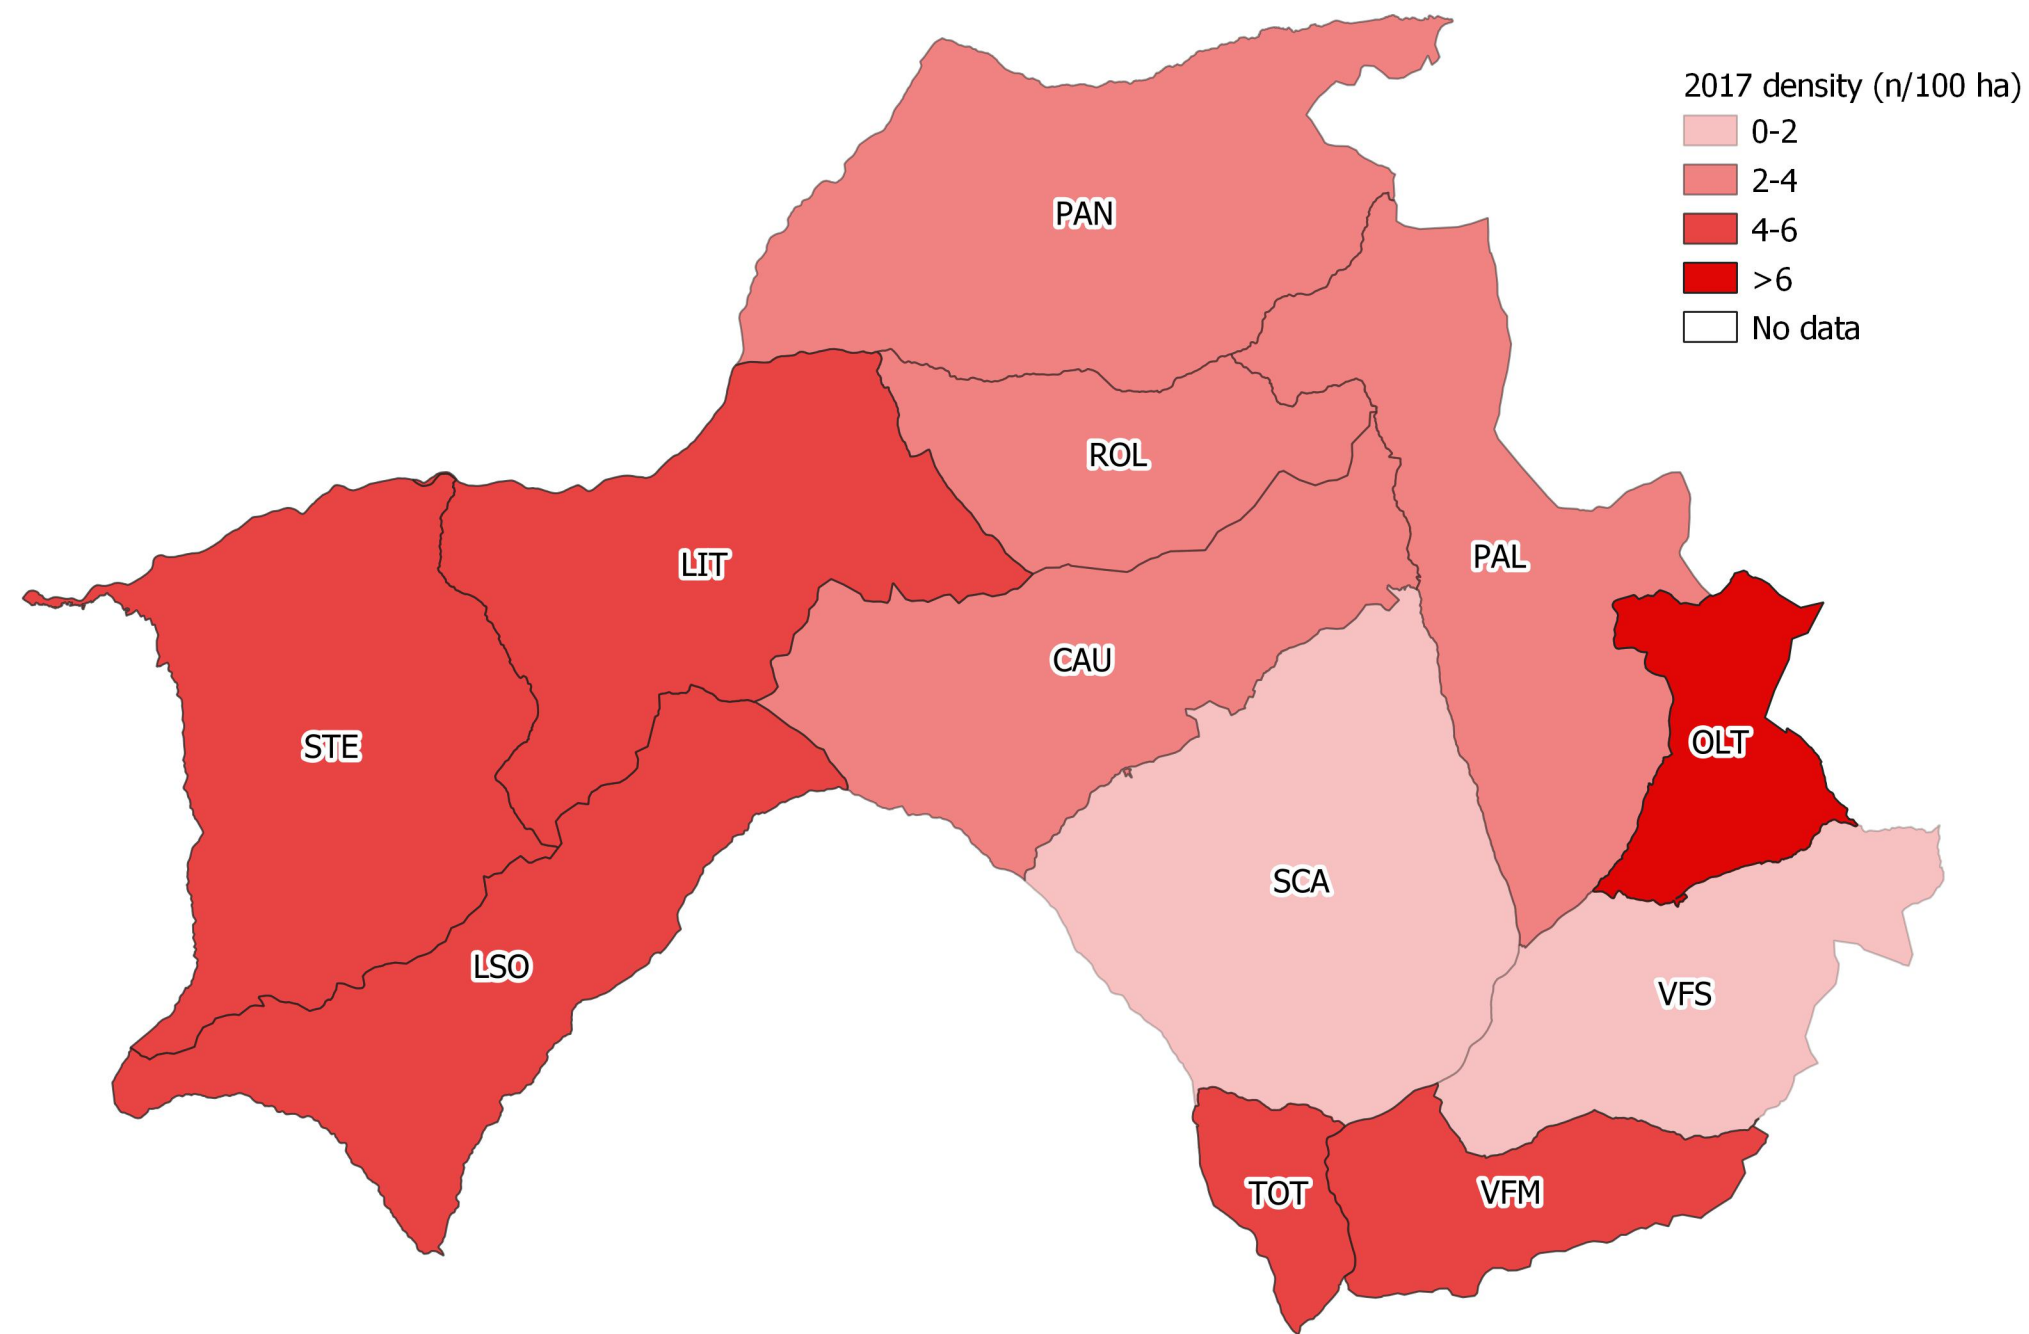 2017 density (n/100 ha)
0-2
2-4
4-6
>6
No data
PAN
ROL
LIT
PAL
CAU
STE
OLT
SCA
LSO
VFS
TOT
VFM